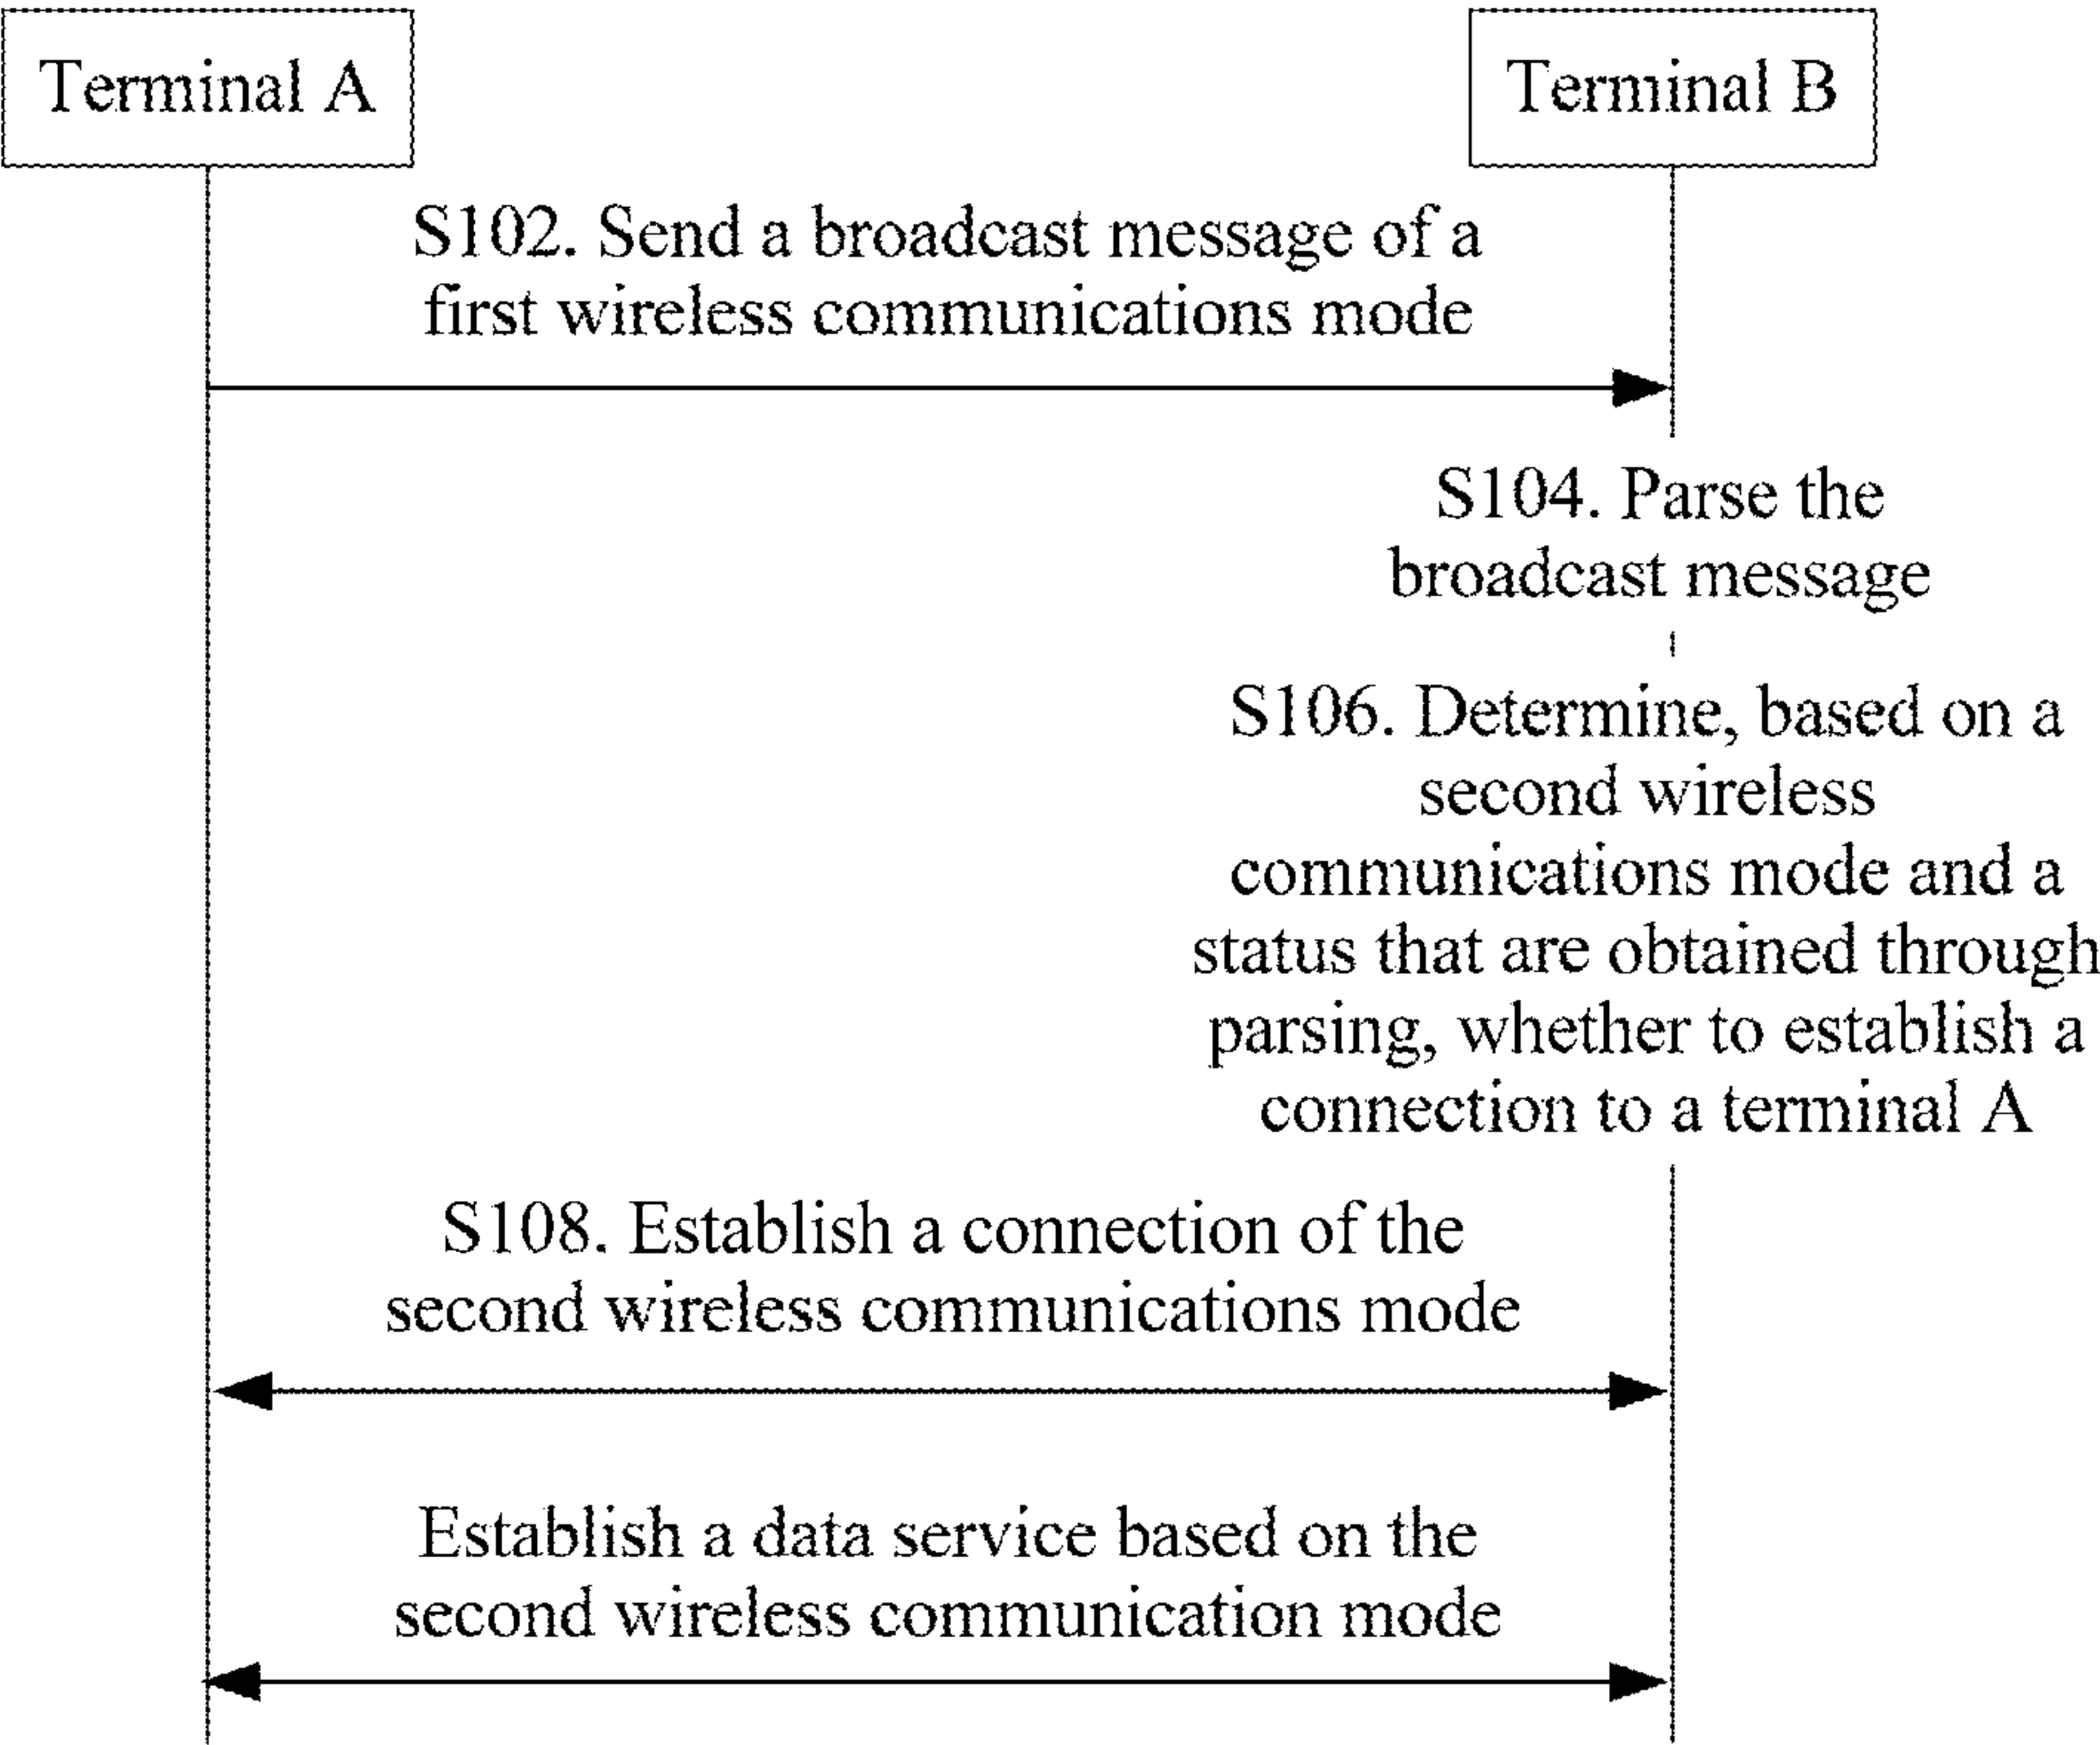 Terminal A
Terminal B
S102. Send a broadcast message of a
first wireless communications mode
S104. Parse the
broadcast message
S106. Determine, based on a
second wireless
communications mode and a
status that are obtained through
parsing, whether to establish a
connection to a terminal A
S108. Establish a connection of the
second wireless communications mode
Establish a data service based on the
second wireless communication mode